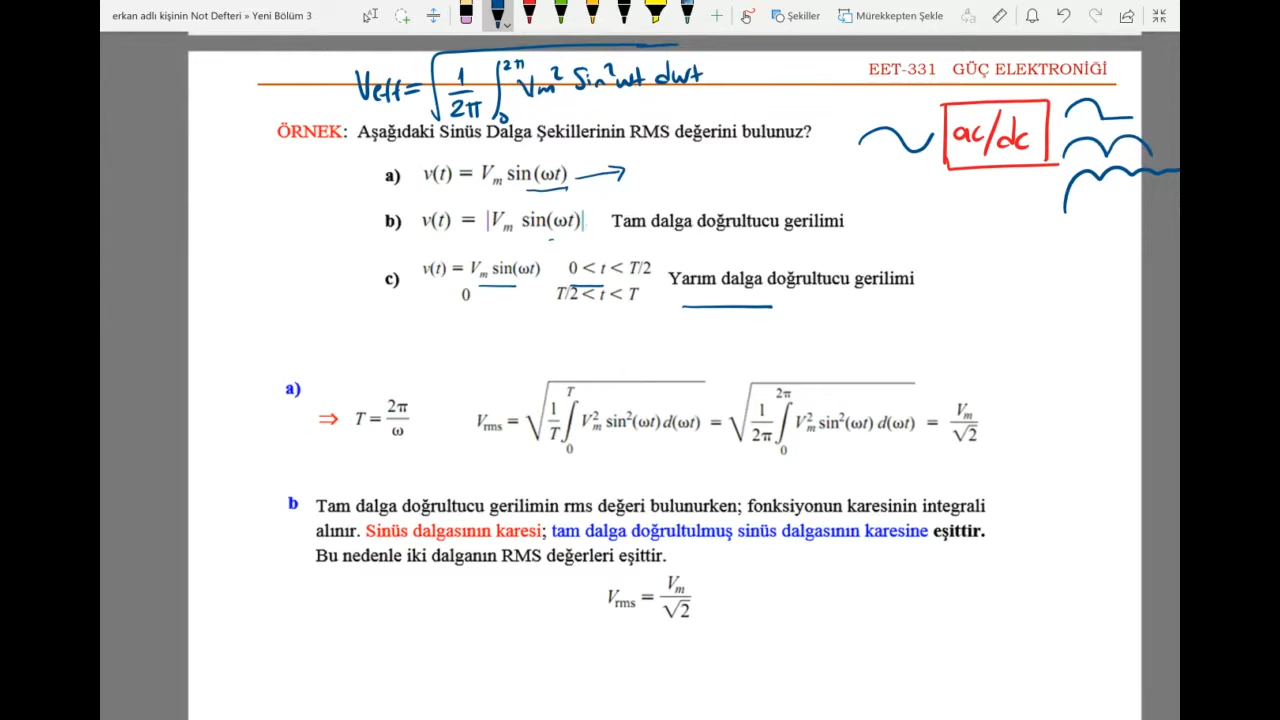 erkan adlı kişinin Not Defteri » Yeni Bölüm 3
Şekiller
Mürekkepten Şekle
EET-331 GÜÇ ELEKTRONİĞİ
Veff = √(1/2π ∫₀^2π Vm² Sin² ωt dωt)
ÖRNEK: Aşağıdaki Sinüs Dalga Şekillerinin RMS değerini bulunuz?
ac/dc
a) v(t) = Vm sin(ωt)
b) v(t) = |Vm sin(ωt)| Tam dalga doğrultucu gerilimi
c) v(t) = Vm sin(ωt) 0 < t < T/2 Yarım dalga doğrultucu gerilimi
0 T/2 < t < T
a)
⇒ T = 2π/ω Vrms = √(1/T ∫₀^T Vm² sin²(ωt) d(ωt)) = √(1/2π ∫₀^2π Vm² sin²(ωt) d(ωt)) = Vm/√2
b Tam dalga doğrultucu gerilimin rms değeri bulunurken; fonksiyonun karesinin integrali
alınır. Sinüs dalgasının karesi; tam dalga doğrultulmuş sinüs dalgasının karesine eşittir.
Bu nedenle iki dalganın RMS değerleri eşittir.
Vrms = Vm/√2